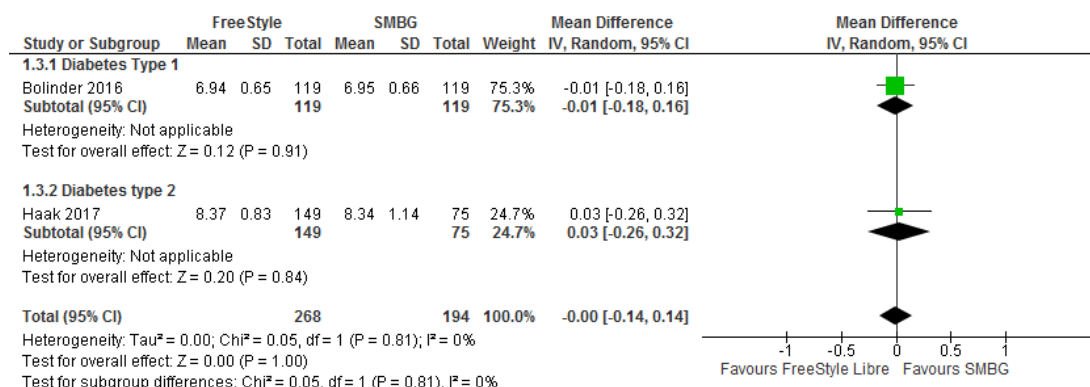 FreeStyle SMBG Mean Difference Mean Difference
Study or Subgroup Mean SD Total Mean SD Total Weight IV, Random, 95% CI IV, Random, 95% CI
1.3.1 Diabetes Type 1
Bolinder 2016 6.94 0.65 119 6.95 0.66 119 75.3% -0.01 [-0.18, 0.16]
Subtotal (95% CI) 119 119 75.3% -0.01 [-0.18, 0.16]
Heterogeneity: Not applicable
Test for overall effect: Z = 0.12 (P = 0.91)
1.3.2 Diabetes type 2
Haak 2017 8.37 0.83 149 8.34 1.14 75 24.7% 0.03 [-0.26, 0.32]
Subtotal (95% CI) 149 75 24.7% 0.03 [-0.26, 0.32]
Heterogeneity: Not applicable
Test for overall effect: Z = 0.20 (P = 0.84)
Total (95% CI) 268 194 100.0% -0.00 [-0.14, 0.14]
Heterogeneity: Tau² = 0.00; Chi² = 0.05, df = 1 (P = 0.81); I² = 0%
Test for overall effect: Z = 0.00 (P = 1.00)
Test for subgroup differences: Chi² = 0.05, df = 1 (P = 0.81), I² = 0%
-1 -0.5 0 0.5 1
Favours FreeStyle Libre Favours SMBG